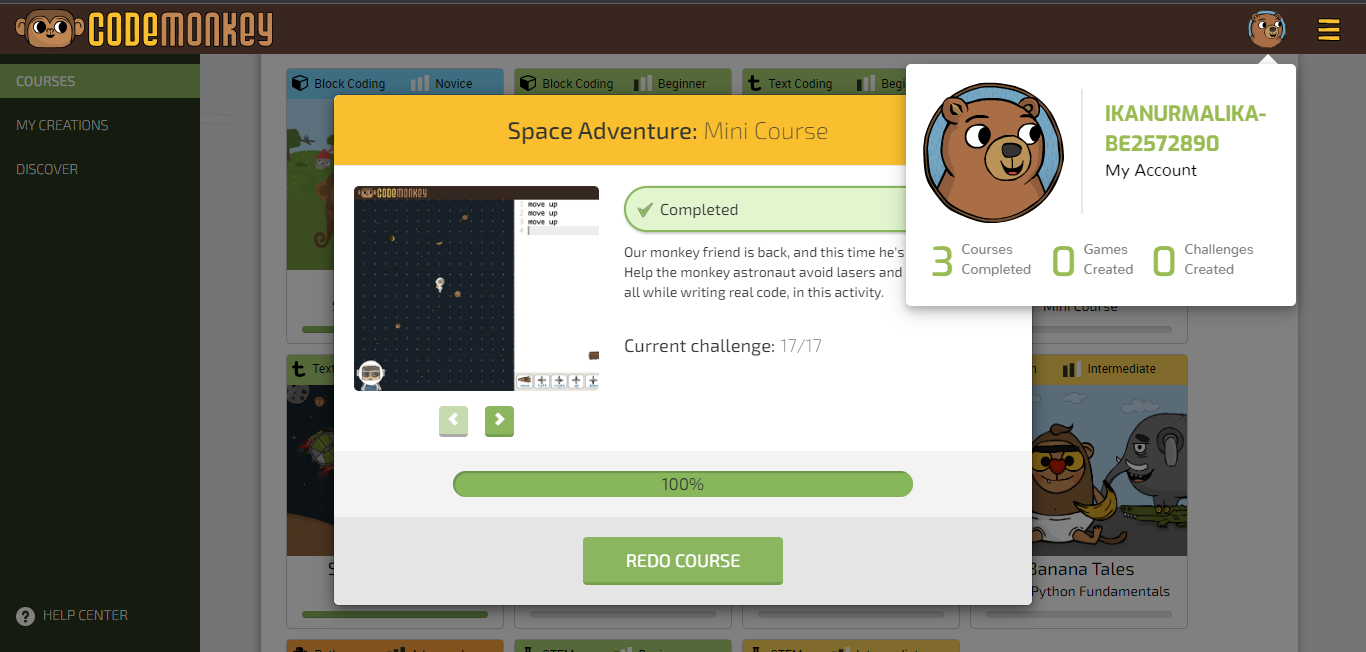 CODEMONKEY
COURSES
MY CREATIONS
DISCOVER
HELP CENTER
Block Coding Novice
Block Coding Beginner
Text Coding
Space Adventure: Mini Course
CODEMONKEY
1 move up
2 move up
3 move up
4
Completed
Our monkey friend is back, and this time he's
Help the monkey astronaut avoid lasers and
all while writing real code, in this activity.
Current challenge: 17/17
100%
REDO COURSE
IKANURMALIKA-
BE2572890
My Account
3 Courses Completed
0 Games Created
0 Challenges Created
Mini Course
Intermediate
Banana Tales
Python Fundamentals